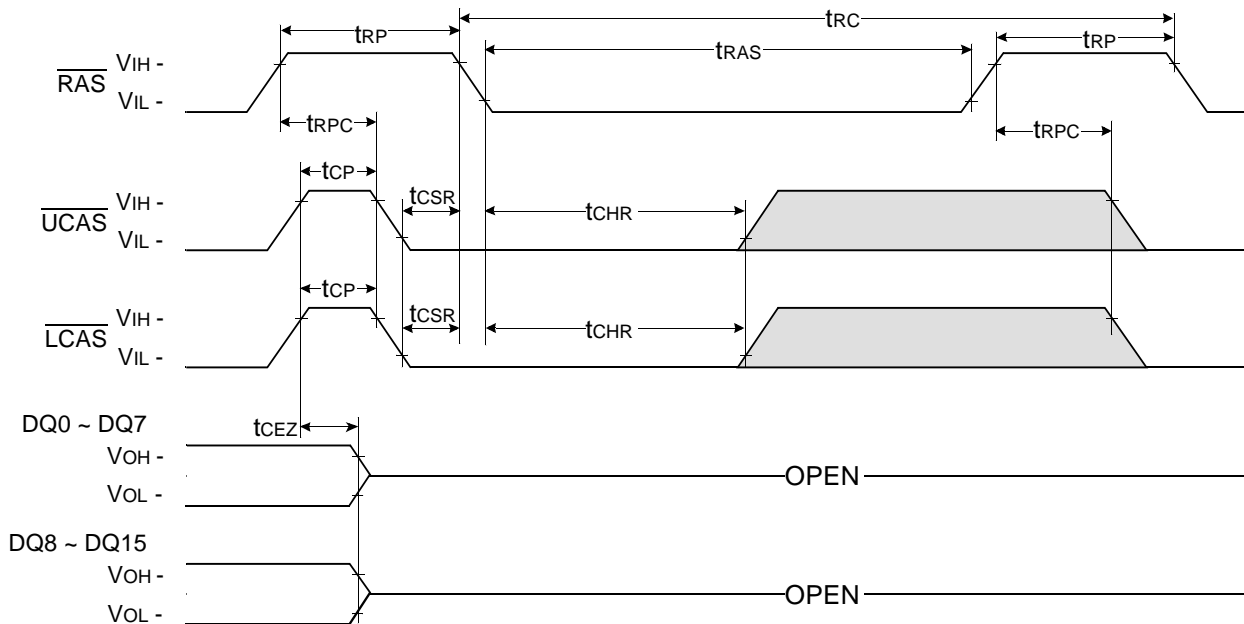 tRC
tRP
tRAS
tRP
RAS
VIH -
VIL -
tRPC
tRPC
tCP
tCSR
tCHR
UCAS
VIH -
VIL -
tCP
tCSR
tCHR
LCAS
VIH -
VIL -
DQ0 ~ DQ7
tCEZ
VOH -
VOL -
OPEN
DQ8 ~ DQ15
VOH -
VOL -
OPEN